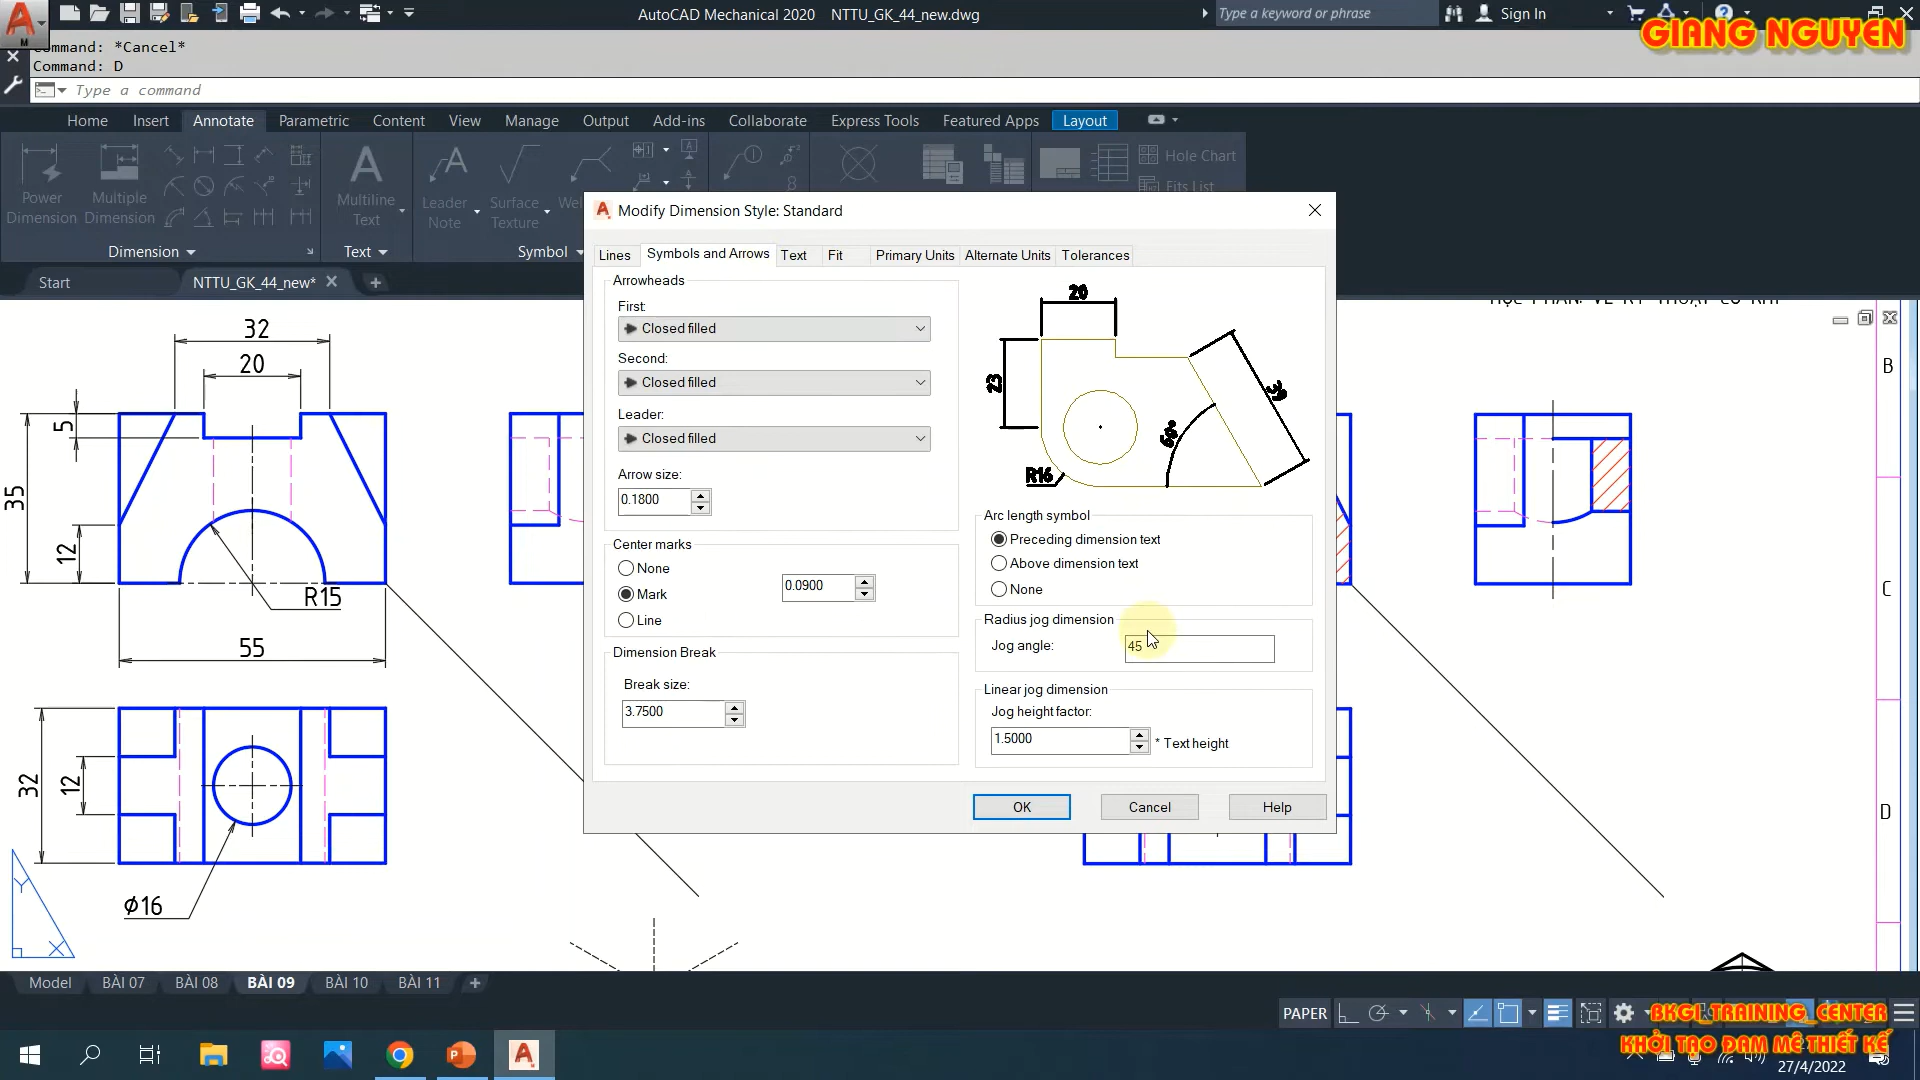 AutoCAD Mechanical 2020 NTTU_GK_44_new.dwg
Type a keyword or phrase
Sign In
GIANG NGUYEN
Command: *Cancel*
Command: D
Type a command
Home Insert Annotate Parametric Content View Manage Output Add-ins Collaborate Express Tools Featured Apps Layout
Power Dimension
Multiple Dimension
Multiline Text
Leader Note
Surface Texture
Hole Chart
Fits List
Dimension Text Symbol
Start NTTU_GK_44_new*
Modify Dimension Style: Standard
Lines Symbols and Arrows Text Fit Primary Units Alternate Units Tolerances
Arrowheads
First:
Closed filled
Second:
Closed filled
Leader:
Closed filled
Arrow size:
0.1800
Center marks
None
Mark
Line
0.0900
Dimension Break
Break size:
3.7500
20
23
39
60°
R16
Arc length symbol
Preceding dimension text
Above dimension text
None
Radius jog dimension
Jog angle: 45
Linear jog dimension
Jog height factor:
1.5000 * Text height
OK Cancel Help
32
20
5
35
12
R15
55
32
12
Φ16
B
C
D
Y
X
Model BÀI 07 BÀI 08 BÀI 09 BÀI 10 BÀI 11
PAPER
BKGI_TRAINING_CENTER
KHỞI TẠO ĐAM MÊ THIẾT KẾ
27/4/2022